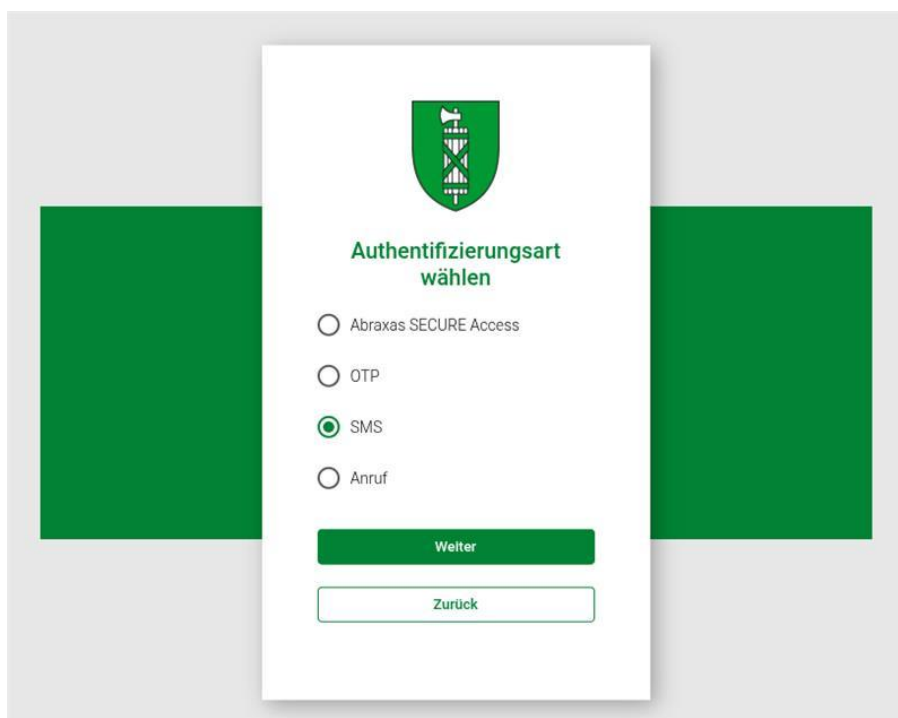 Authentifizierungsart
wählen
Abraxas SECURE Access
OTP
SMS
Anruf
Weiter
Zurück